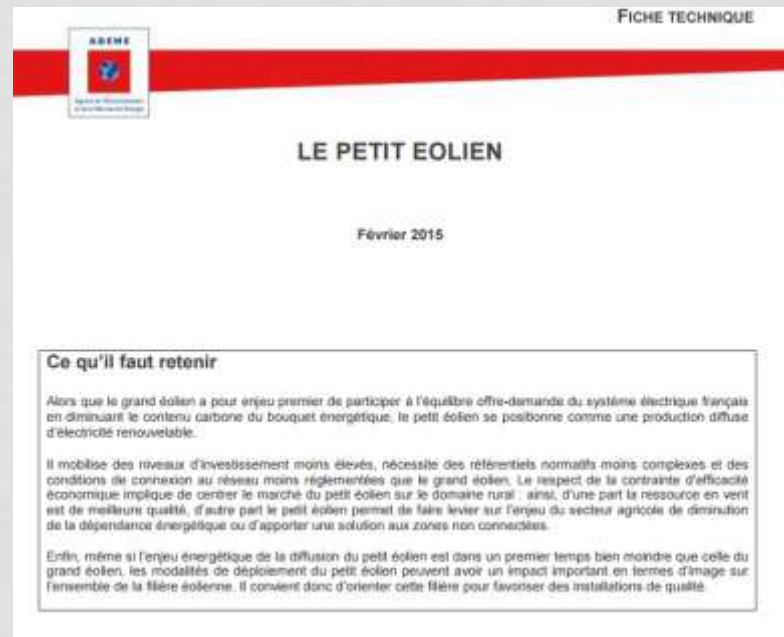 FICHE TECHNIQUE
ADEME
LE PETIT EOLIEN
Février 2015
Ce qu'il faut retenir
Alors que le grand éolien a pour enjeu premier de participer à l'équilibre offre-demande du système électrique français
en diminuant le contenu carbone du bouquet énergétique, le petit éolien se positionne comme une production diffuse
d'électricité renouvelable.
Il mobilise des niveaux d'investissement moins élevés, nécessite des référentiels normatifs moins complexes et des
conditions de connexion au réseau moins réglementées que le grand éolien. Le respect de la contrainte d'efficacité
économique implique de centrer le marché du petit éolien sur le domaine rural : ainsi, d'une part la ressource en vent
est de meilleure qualité, d'autre part le petit éolien permet de faire levier sur l'enjeu du secteur agricole de diminution
de la dépendance énergétique ou d'apporter une solution aux zones non connectées.
Enfin, même si l'enjeu énergétique de la diffusion du petit éolien est dans un premier temps bien moindre que celle du
grand éolien, les modalités de déploiement du petit éolien peuvent avoir un impact important en termes d'image sur
l'ensemble de la filière éolienne. Il convient donc d'orienter cette filière pour favoriser des installations de qualité.